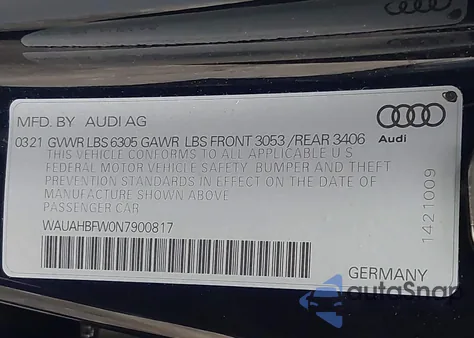 MFD. BY AUDI AG
Audi
03 21 GVWR LBS 6305 GAWR LBS FRONT 3053 /REAR 3406
THIS VEHICLE CONFORMS TO ALL APPLICABLE U S
FEDERAL MOTOR VEHICLE SAFETY, BUMPER AND THEFT
PREVENTION STANDARDS IN EFFECT ON THE DATE OF
MANUFACTURE SHOWN ABOVE
PASSENGER CAR
WAUAHBFW0N7900817
1421009
GERMANY
autoSnap